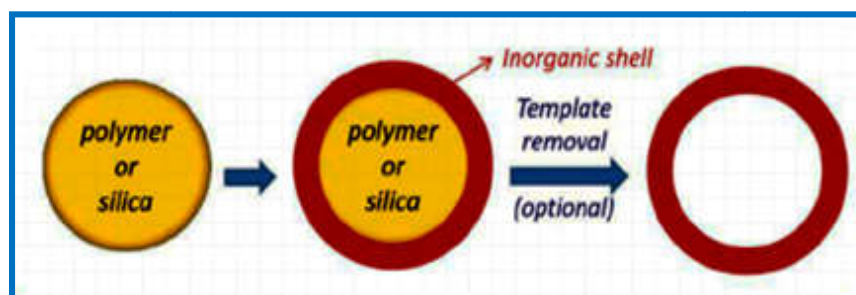 polymer
or
silica
Inorganic shell
polymer
or
silica
Template
removal
(optional)